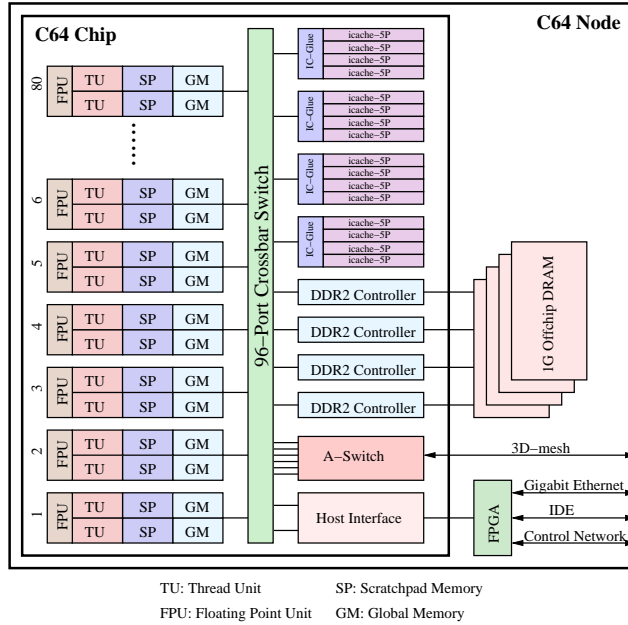 C64 Chip
C64 Node
80
FPU
TU SP GM
TU SP GM
6
FPU
TU SP GM
TU SP GM
5
FPU
TU SP GM
TU SP GM
4
FPU
TU SP GM
TU SP GM
3
FPU
TU SP GM
TU SP GM
2
FPU
TU SP GM
TU SP GM
1
FPU
TU SP GM
TU SP GM
96−Port Crossbar Switch
IC−Glue
icache−5P
icache−5P
icache−5P
icache−5P
IC−Glue
icache−5P
icache−5P
icache−5P
icache−5P
IC−Glue
icache−5P
icache−5P
icache−5P
icache−5P
IC−Glue
icache−5P
icache−5P
icache−5P
icache−5P
DDR2 Controller
DDR2 Controller
DDR2 Controller
DDR2 Controller
1G Offchip DRAM
A−Switch
3D−mesh
Host Interface
FPGA
Gigabit Ethernet
IDE
Control Network
TU: Thread Unit SP: Scratchpad Memory
FPU: Floating Point Unit GM: Global Memory